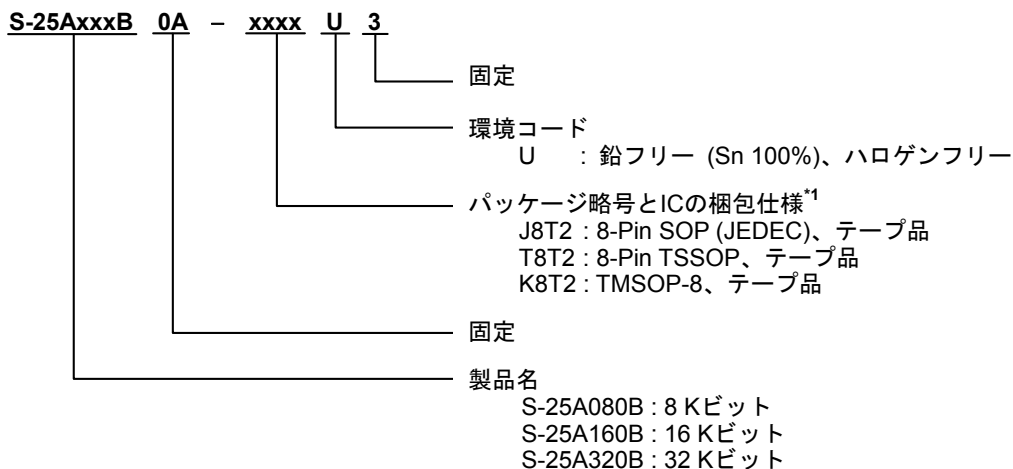 S-25AxxxB 0A – xxxx U 3
固定
環境コード
U : 鉛フリー (Sn 100%)、ハロゲンフリー
パッケージ略号とICの梱包仕様*1
J8T2 : 8-Pin SOP (JEDEC)、テープ品
T8T2 : 8-Pin TSSOP、テープ品
K8T2 : TMSOP-8、テープ品
固定
製品名
S-25A080B : 8 Kビット
S-25A160B : 16 Kビット
S-25A320B : 32 Kビット